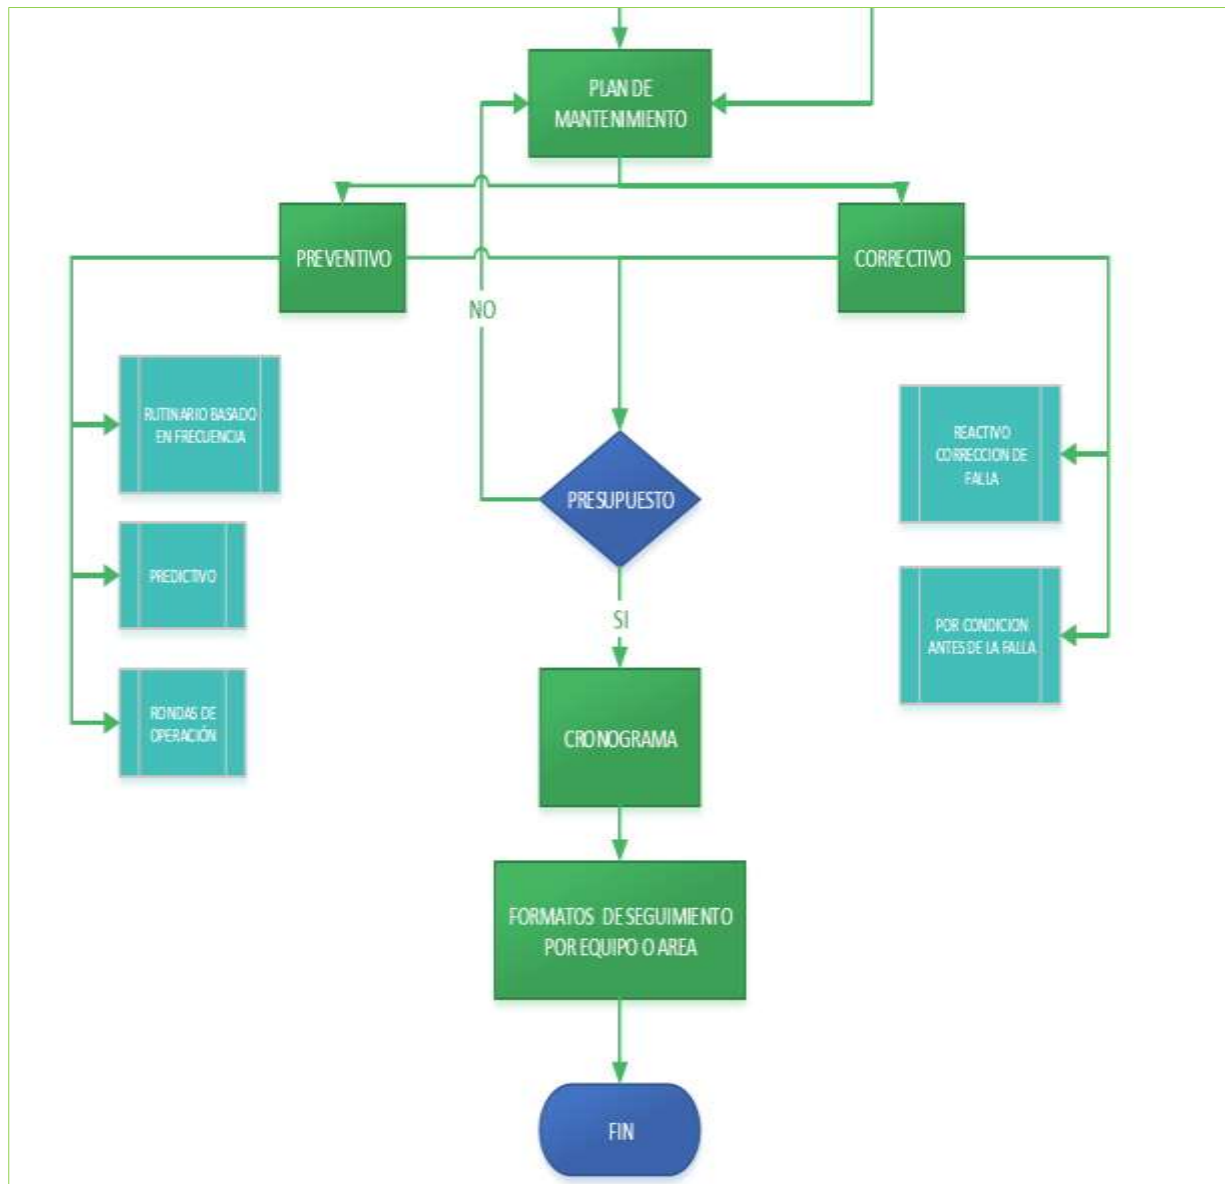 PLAN DE
MANTENIMIENTO
PREVENTIVO
CORRECTIVO
NO
RUTINARIO BASADO
EN FRECUENCIA
REACTIVO
CORRECCION DE
FALLA
PRESUPUESTO
PREDICTIVO
SI
POR CONDICION
ANTES DE LA FALLA
RONDAS DE
OPERACIÓN
CRONOGRAMA
FORMATOS DE SEGUIMIENTO
POR EQUIPO O AREA
FIN